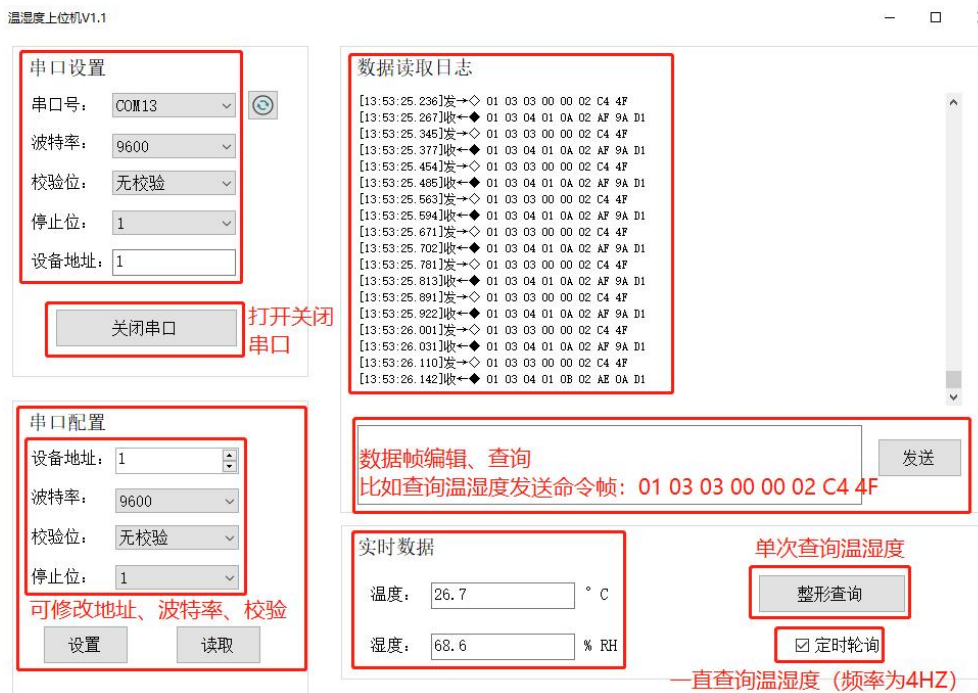 温湿度上位机V1.1
串口设置
串口号： COM13
波特率： 9600
校验位： 无校验
停止位： 1
设备地址： 1
关闭串口
打开关闭
串口
数据读取日志
[13:53:25.236]发→◇ 01 03 03 00 00 02 C4 4F
[13:53:25.267]收←◆ 01 03 04 01 0A 02 AF 9A D1
[13:53:25.345]发→◇ 01 03 03 00 00 02 C4 4F
[13:53:25.377]收←◆ 01 03 04 01 0A 02 AF 9A D1
[13:53:25.454]发→◇ 01 03 03 00 00 02 C4 4F
[13:53:25.485]收←◆ 01 03 04 01 0A 02 AF 9A D1
[13:53:25.563]发→◇ 01 03 03 00 00 02 C4 4F
[13:53:25.594]收←◆ 01 03 04 01 0A 02 AF 9A D1
[13:53:25.671]发→◇ 01 03 03 00 00 02 C4 4F
[13:53:25.702]收←◆ 01 03 04 01 0A 02 AF 9A D1
[13:53:25.781]发→◇ 01 03 03 00 00 02 C4 4F
[13:53:25.813]收←◆ 01 03 04 01 0A 02 AF 9A D1
[13:53:25.891]发→◇ 01 03 03 00 00 02 C4 4F
[13:53:25.922]收←◆ 01 03 04 01 0A 02 AF 9A D1
[13:53:26.001]发→◇ 01 03 03 00 00 02 C4 4F
[13:53:26.031]收←◆ 01 03 04 01 0A 02 AF 9A D1
[13:53:26.110]发→◇ 01 03 03 00 00 02 C4 4F
[13:53:26.142]收←◆ 01 03 04 01 0B 02 AE 0A D1
串口配置
设备地址： 1
波特率： 9600
校验位： 无校验
停止位： 1
可修改地址、波特率、校验
设置 读取
数据帧编辑、查询
比如查询温湿度发送命令帧：01 03 03 00 00 02 C4 4F
发送
实时数据
温度： 26.7 ° C
湿度： 68.6 % RH
单次查询温湿度
整形查询
定时轮询
一直查询温湿度（频率为4HZ）